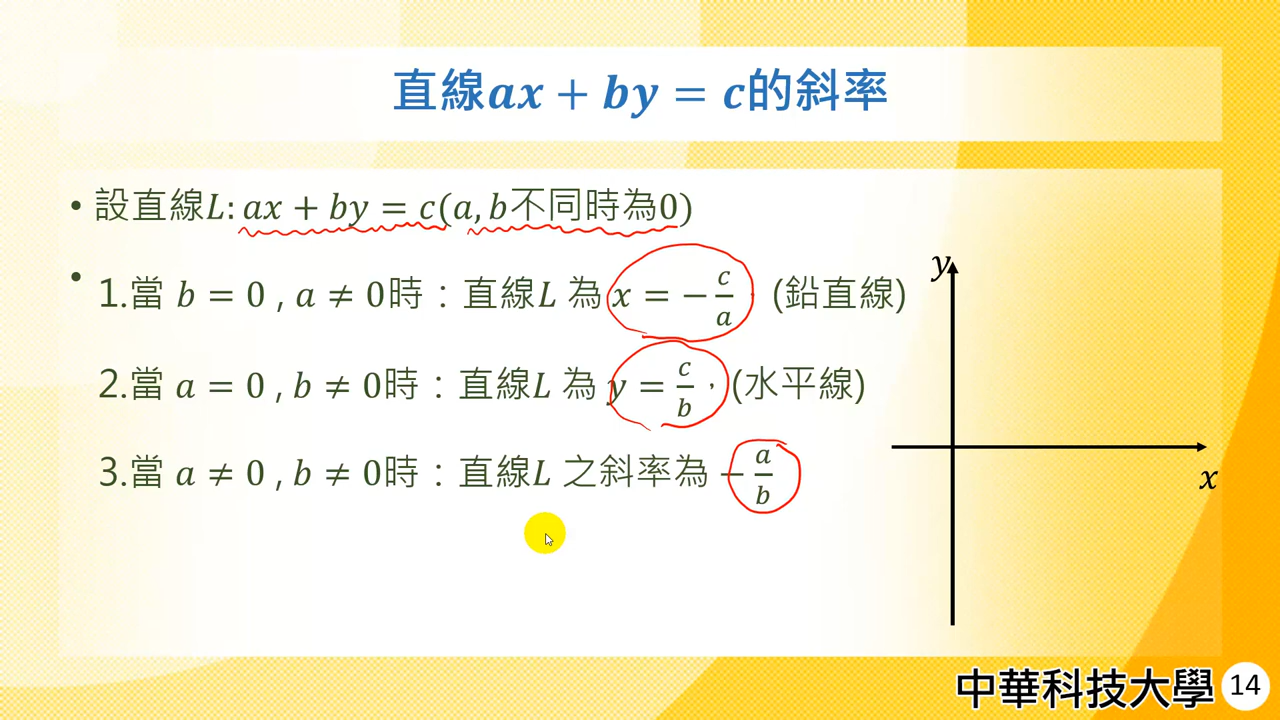 直線ax + by = c的斜率
• 設直線L: ax + by = c(a, b不同時為0)
• 1.當 b = 0 , a ≠ 0時：直線L 為 x = −c/a，(鉛直線)
2.當 a = 0 , b ≠ 0時：直線L 為 y = c/b，(水平線)
3.當 a ≠ 0 , b ≠ 0時：直線L 之斜率為 −a/b
y
x
中華科技大學 14